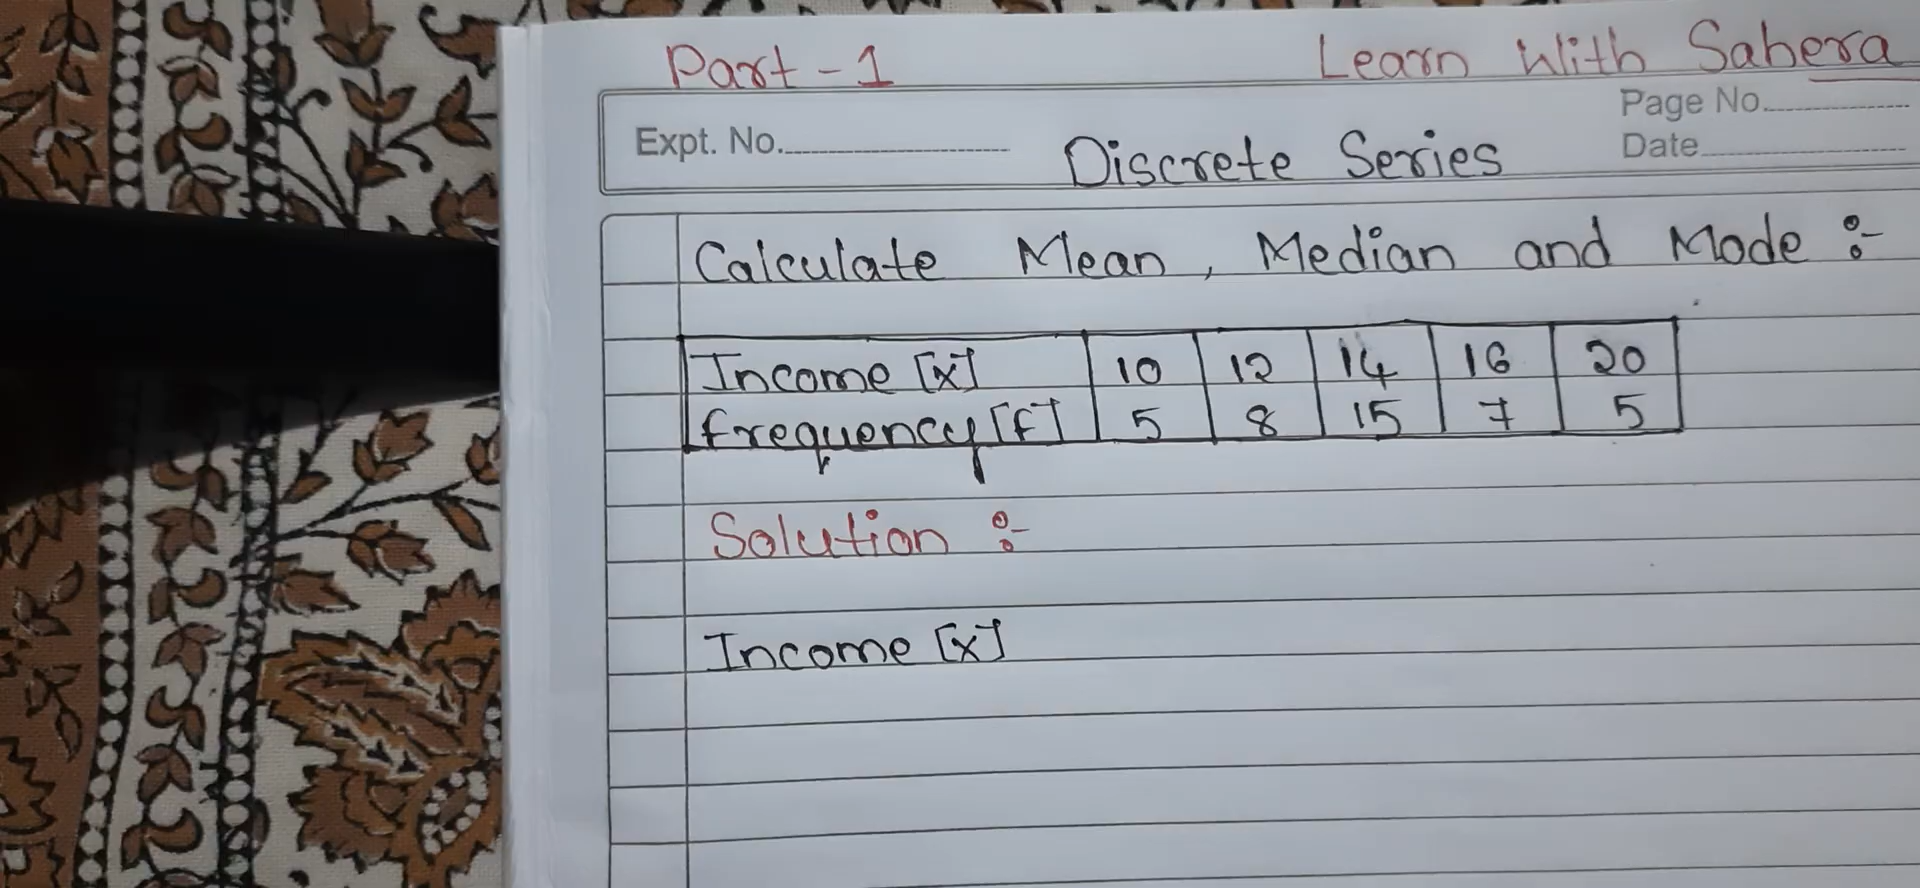 Part - 1 Learn With Sahera
Expt. No. Page No.
Discrete Series Date
Calculate Mean, Median and Mode :-
Income [x] 10 12 14 16 20
frequency [f] 5 8 15 7 5
Solution :-
Income [x]